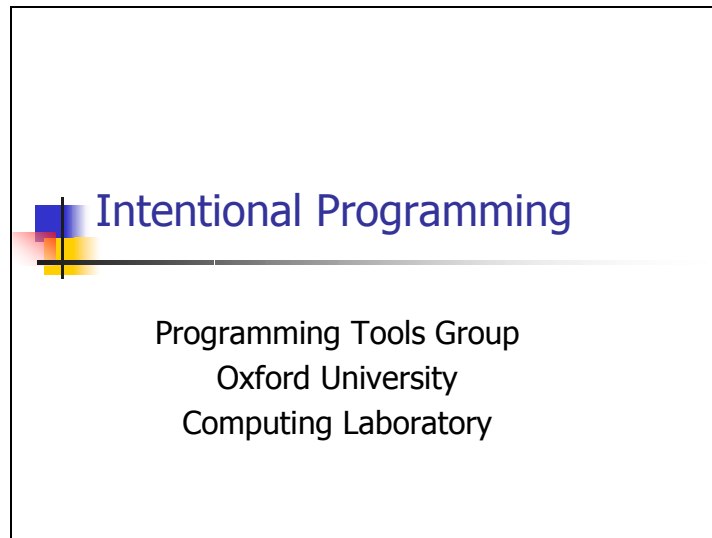 Intentional Programming
Programming Tools Group
Oxford University
Computing Laboratory